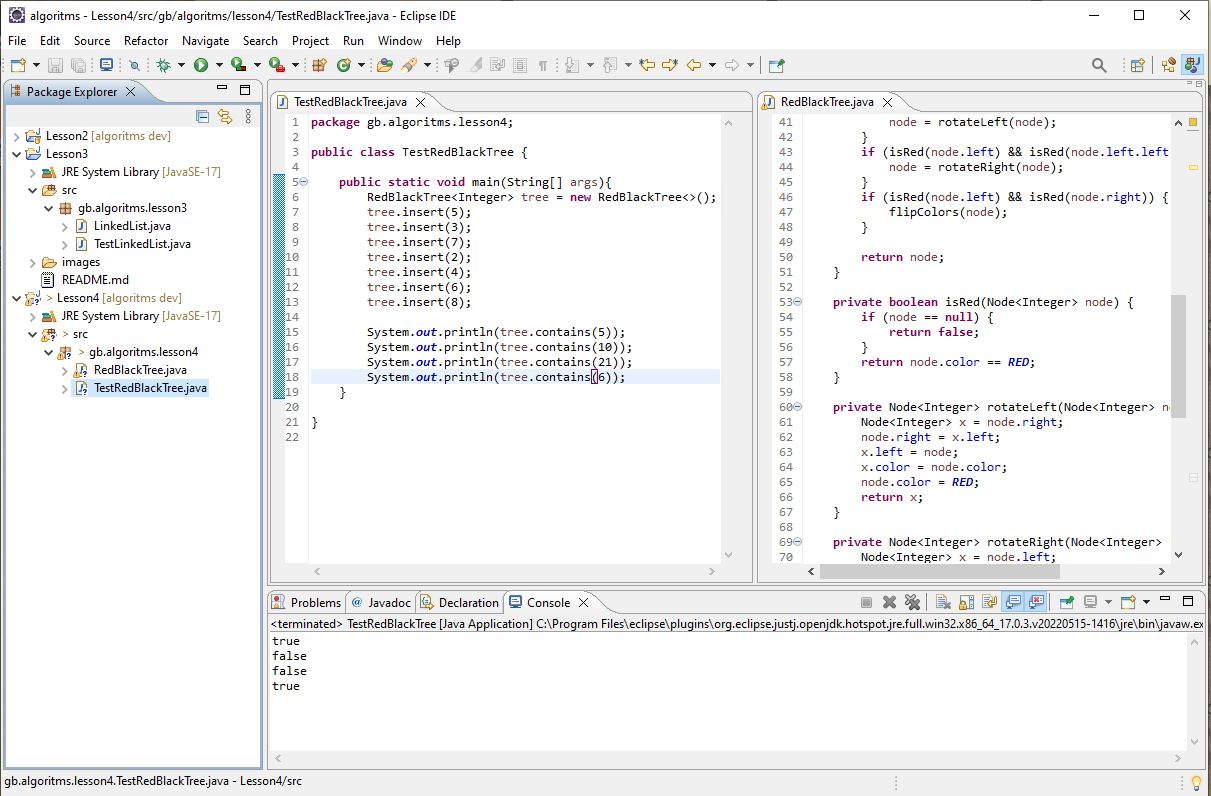 algoritms - Lesson4/src/gb/algoritms/lesson4/TestRedBlackTree.java - Eclipse IDE
File Edit Source Refactor Navigate Search Project Run Window Help
Package Explorer
Lesson2 [algoritms dev]
Lesson3
JRE System Library [JavaSE-17]
src
gb.algoritms.lesson3
LinkedList.java
TestLinkedList.java
images
README.md
> Lesson4 [algoritms dev]
JRE System Library [JavaSE-17]
> src
> gb.algoritms.lesson4
RedBlackTree.java
TestRedBlackTree.java
TestRedBlackTree.java
1 package gb.algoritms.lesson4;
2
3 public class TestRedBlackTree {
4
5 public static void main(String[] args){
6 RedBlackTree<Integer> tree = new RedBlackTree<>();
7 tree.insert(5);
8 tree.insert(3);
9 tree.insert(7);
10 tree.insert(2);
11 tree.insert(4);
12 tree.insert(6);
13 tree.insert(8);
14
15 System.out.println(tree.contains(5));
16 System.out.println(tree.contains(10));
17 System.out.println(tree.contains(21));
18 System.out.println(tree.contains(6));
19 }
20
21 }
22
RedBlackTree.java
41 node = rotateLeft(node);
42 }
43 if (isRed(node.left) && isRed(node.left.left
44 node = rotateRight(node);
45 }
46 if (isRed(node.left) && isRed(node.right)) {
47 flipColors(node);
48 }
49
50 return node;
51 }
52
53 private boolean isRed(Node<Integer> node) {
54 if (node == null) {
55 return false;
56 }
57 return node.color == RED;
58 }
59
60 private Node<Integer> rotateLeft(Node<Integer> n
61 Node<Integer> x = node.right;
62 node.right = x.left;
63 x.left = node;
64 x.color = node.color;
65 node.color = RED;
66 return x;
67 }
68
69 private Node<Integer> rotateRight(Node<Integer>
70 Node<Integer> x = node.left;
Problems Javadoc Declaration Console
<terminated> TestRedBlackTree [Java Application] C:\Program Files\eclipse\plugins\org.eclipse.justj.openjdk.hotspot.jre.full.win32.x86_64_17.0.3.v20220515-1416\jre\bin\javaw.ex
true
false
false
true
gb.algoritms.lesson4.TestRedBlackTree.java - Lesson4/src